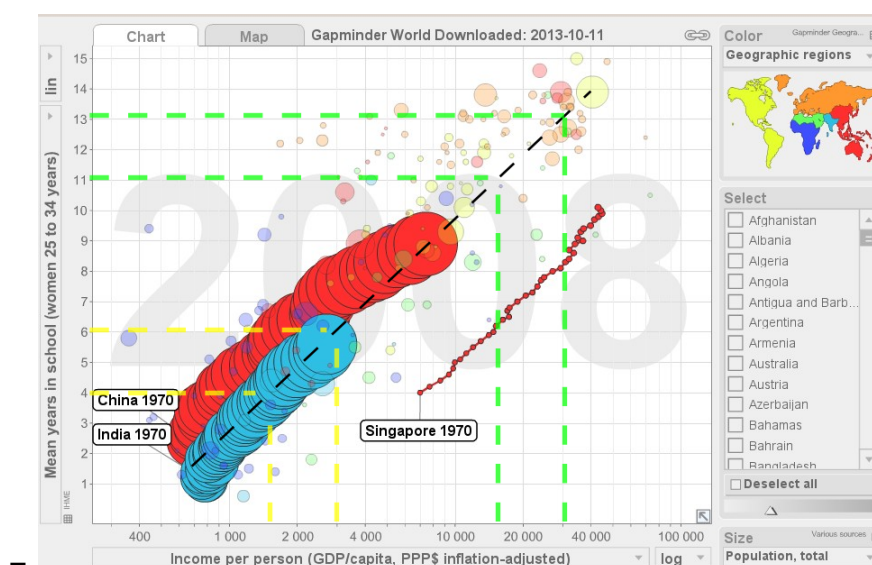 Chart
Map
Gapminder World Downloaded: 2013-10-11
Color
Gapminder Geogra...
Geographic regions
lin
Mean years in school (women 25 to 34 years)
IHME
15
14
13
12
11
10
9
8
7
6
5
4
3
2
1
2008
China 1970
India 1970
Singapore 1970
400
1 000
2 000
4 000
10 000
20 000
40 000
100 000
Income per person (GDP/capita, PPP$ inflation-adjusted)
log
Select
Afghanistan
Albania
Algeria
Angola
Antigua and Barb...
Argentina
Armenia
Australia
Austria
Azerbaijan
Bahamas
Bahrain
Bangladesh
Deselect all
Size
Various sources
Population, total